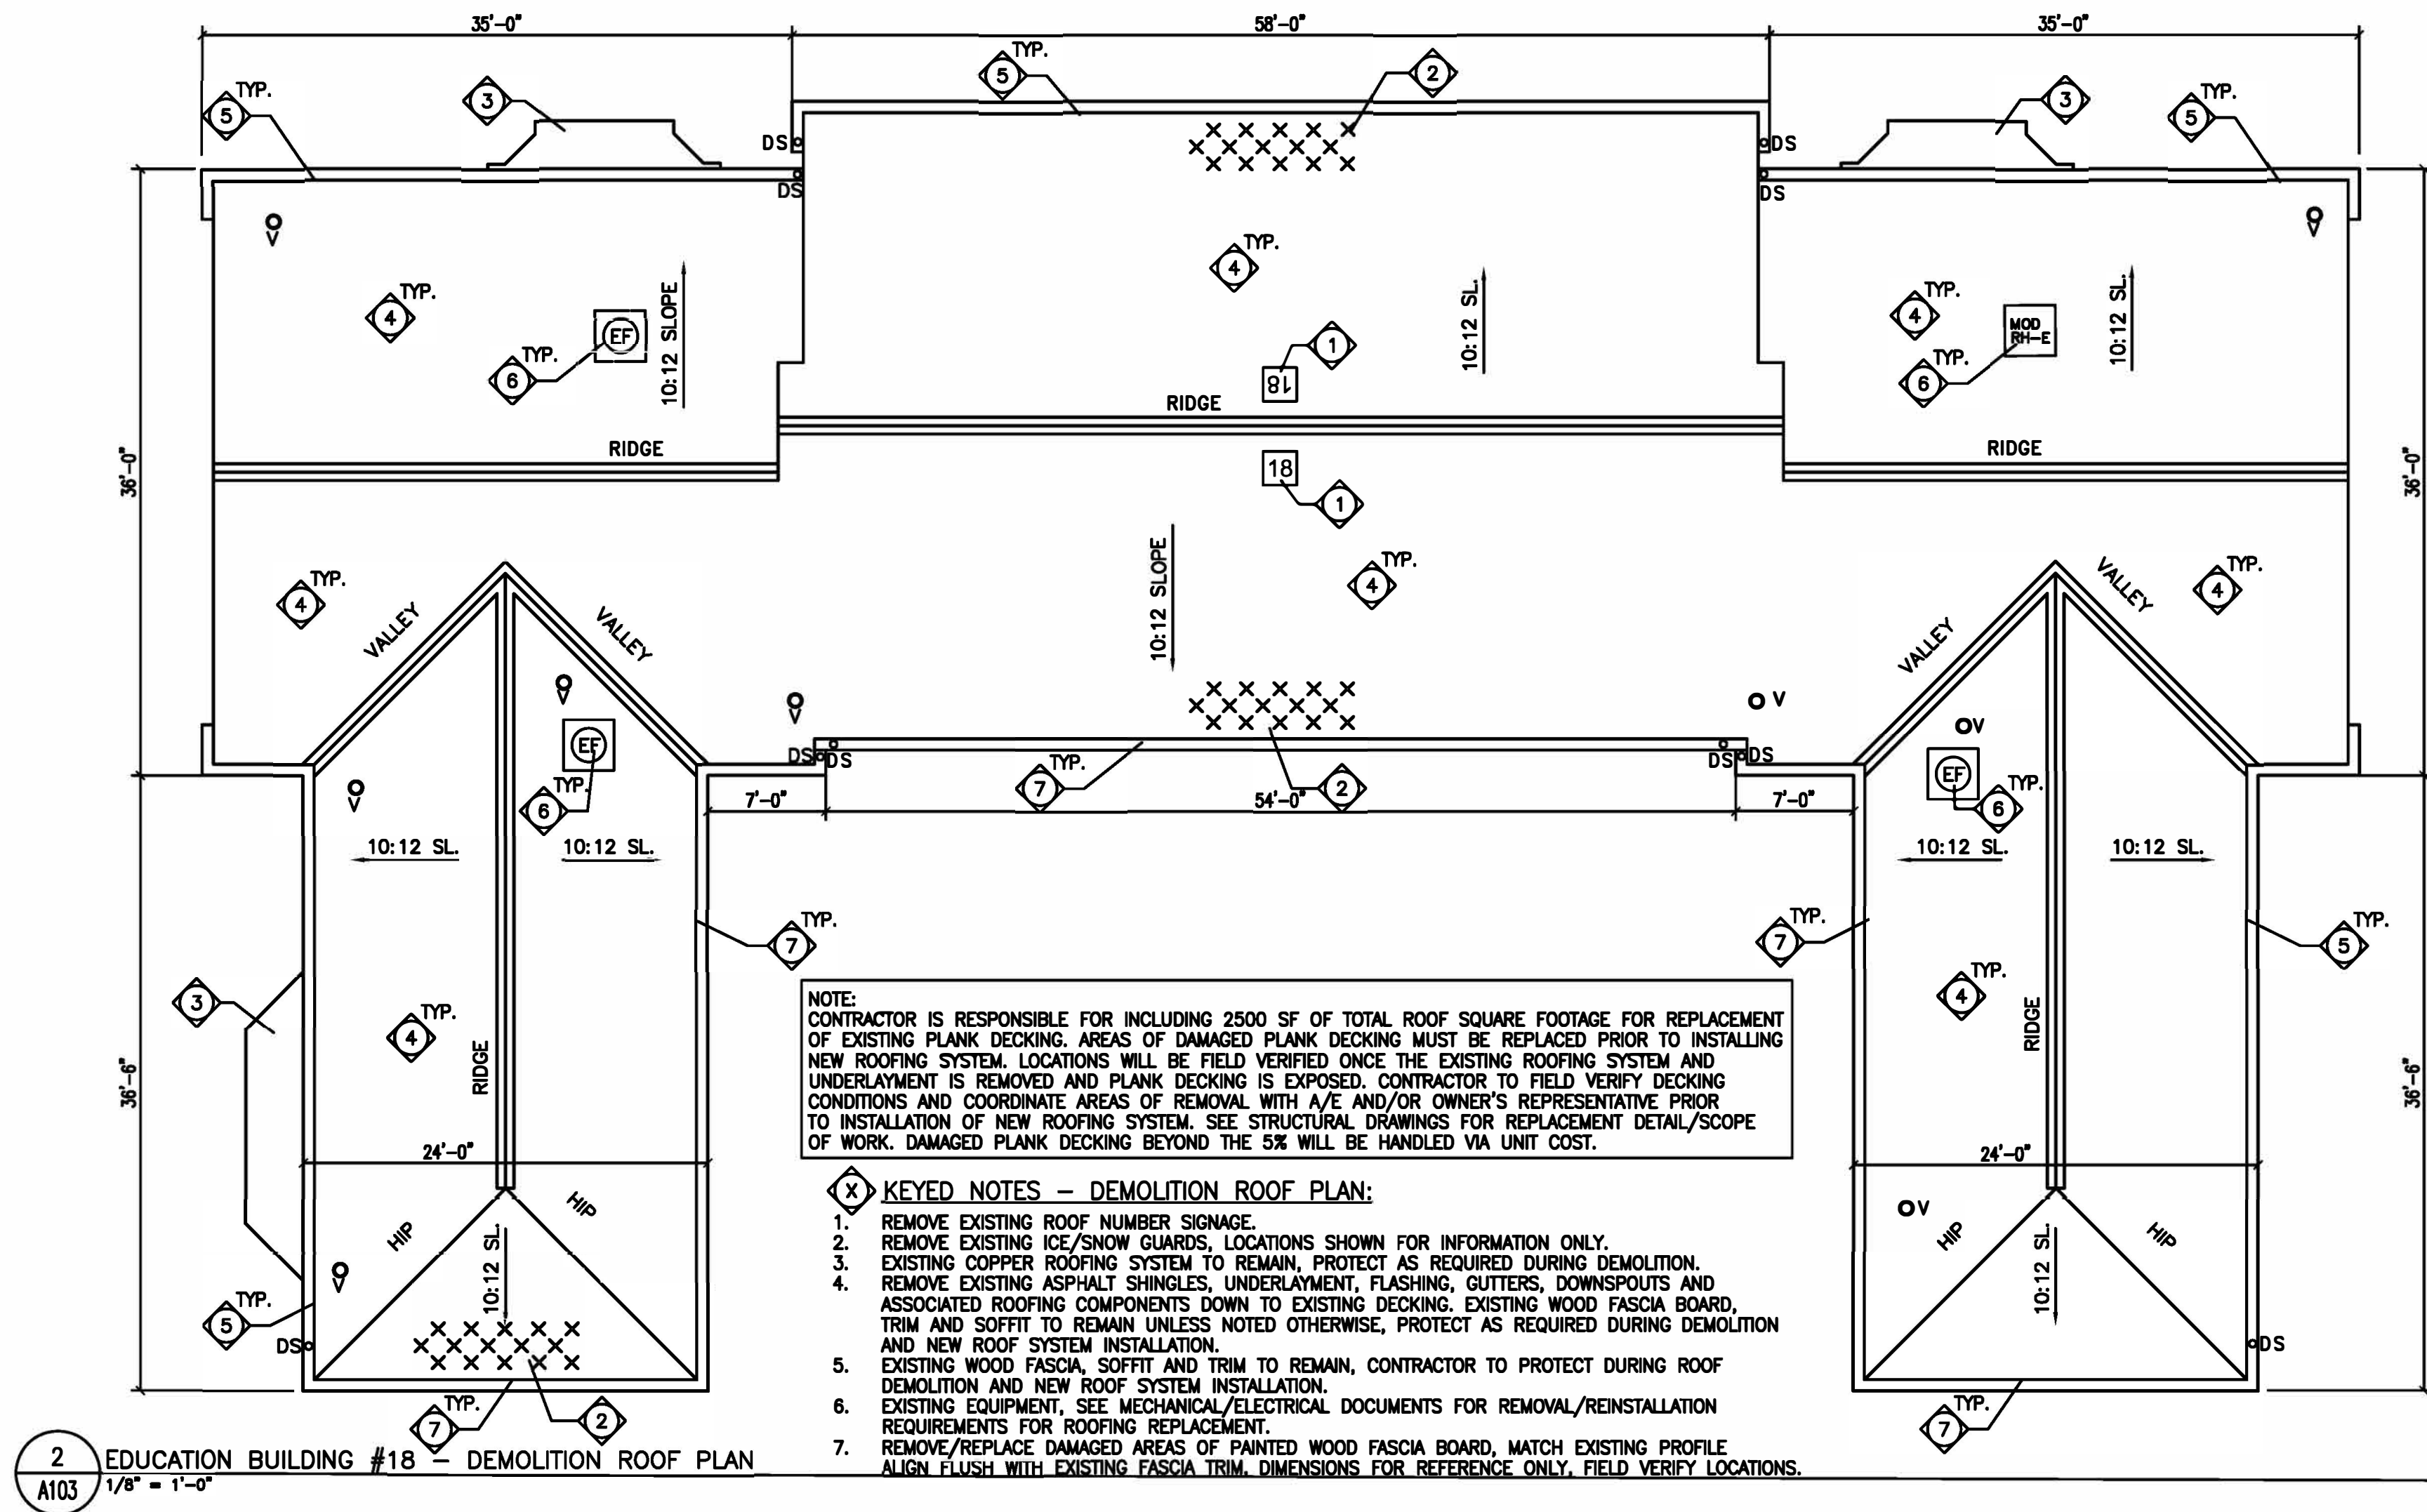 35'-0"
58'-0"
35'-0"
TYP.
5
3
TYP.
5
2
3
TYP.
5
DS
DS
DS
DS
V
V
TYP.
4
TYP.
4
TYP.
4
EF
TYP.
6
10:12 SLOPE
10:12 SL.
10:12 SL.
MOD
RH-E
TYP.
6
1
18
RIDGE
RIDGE
RIDGE
36'-0"
36'-0"
18
1
10:12 SLOPE
TYP.
4
TYP.
4
TYP.
4
VALLEY
VALLEY
VALLEY
VALLEY
V
V
V
V
V
EF
TYP.
6
DS
DS
DS
DS
TYP.
7
2
7'-0"
54'-0"
7'-0"
EF
TYP.
6
10:12 SL.
10:12 SL.
10:12 SL.
10:12 SL.
TYP.
7
TYP.
7
TYP.
5
3
TYP.
4
TYP.
4
RIDGE
RIDGE
36'-6"
36'-6"
24'-0"
24'-0"
HIP
HIP
HIP
HIP
V
V
10:12 SL.
10:12 SL.
TYP.
5
DS
DS
TYP.
7
2
TYP.
7
NOTE:
CONTRACTOR IS RESPONSIBLE FOR INCLUDING 2500 SF OF TOTAL ROOF SQUARE FOOTAGE FOR REPLACEMENT
OF EXISTING PLANK DECKING. AREAS OF DAMAGED PLANK DECKING MUST BE REPLACED PRIOR TO INSTALLING
NEW ROOFING SYSTEM. LOCATIONS WILL BE FIELD VERIFIED ONCE THE EXISTING ROOFING SYSTEM AND
UNDERLAYMENT IS REMOVED AND PLANK DECKING IS EXPOSED. CONTRACTOR TO FIELD VERIFY DECKING
CONDITIONS AND COORDINATE AREAS OF REMOVAL WITH A/E AND/OR OWNER'S REPRESENTATIVE PRIOR
TO INSTALLATION OF NEW ROOFING SYSTEM. SEE STRUCTURAL DRAWINGS FOR REPLACEMENT DETAIL/SCOPE
OF WORK. DAMAGED PLANK DECKING BEYOND THE 5% WILL BE HANDLED VIA UNIT COST.
X KEYED NOTES - DEMOLITION ROOF PLAN:
1. REMOVE EXISTING ROOF NUMBER SIGNAGE.
2. REMOVE EXISTING ICE/SNOW GUARDS, LOCATIONS SHOWN FOR INFORMATION ONLY.
3. EXISTING COPPER ROOFING SYSTEM TO REMAIN, PROTECT AS REQUIRED DURING DEMOLITION.
4. REMOVE EXISTING ASPHALT SHINGLES, UNDERLAYMENT, FLASHING, GUTTERS, DOWNSPOUTS AND
ASSOCIATED ROOFING COMPONENTS DOWN TO EXISTING DECKING. EXISTING WOOD FASCIA BOARD,
TRIM AND SOFFIT TO REMAIN UNLESS NOTED OTHERWISE, PROTECT AS REQUIRED DURING DEMOLITION
AND NEW ROOF SYSTEM INSTALLATION.
5. EXISTING WOOD FASCIA, SOFFIT AND TRIM TO REMAIN, CONTRACTOR TO PROTECT DURING ROOF
DEMOLITION AND NEW ROOF SYSTEM INSTALLATION.
6. EXISTING EQUIPMENT, SEE MECHANICAL/ELECTRICAL DOCUMENTS FOR REMOVAL/REINSTALLATION
REQUIREMENTS FOR ROOFING REPLACEMENT.
7. REMOVE/REPLACE DAMAGED AREAS OF PAINTED WOOD FASCIA BOARD, MATCH EXISTING PROFILE
ALIGN FLUSH WITH EXISTING FASCIA TRIM. DIMENSIONS FOR REFERENCE ONLY, FIELD VERIFY LOCATIONS.
2
A103
EDUCATION BUILDING #18 - DEMOLITION ROOF PLAN
1/8" = 1'-0"